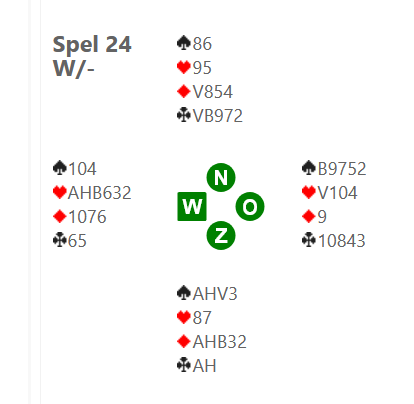 Spel 24
W/-
♠86
♥95
♦V854
♣VB972
♠104
♥AHB632
♦1076
♣65
N
W O
Z
♠B9752
♥V104
♦9
♣10843
♠AHV3
♥87
♦AHB32
♣AH